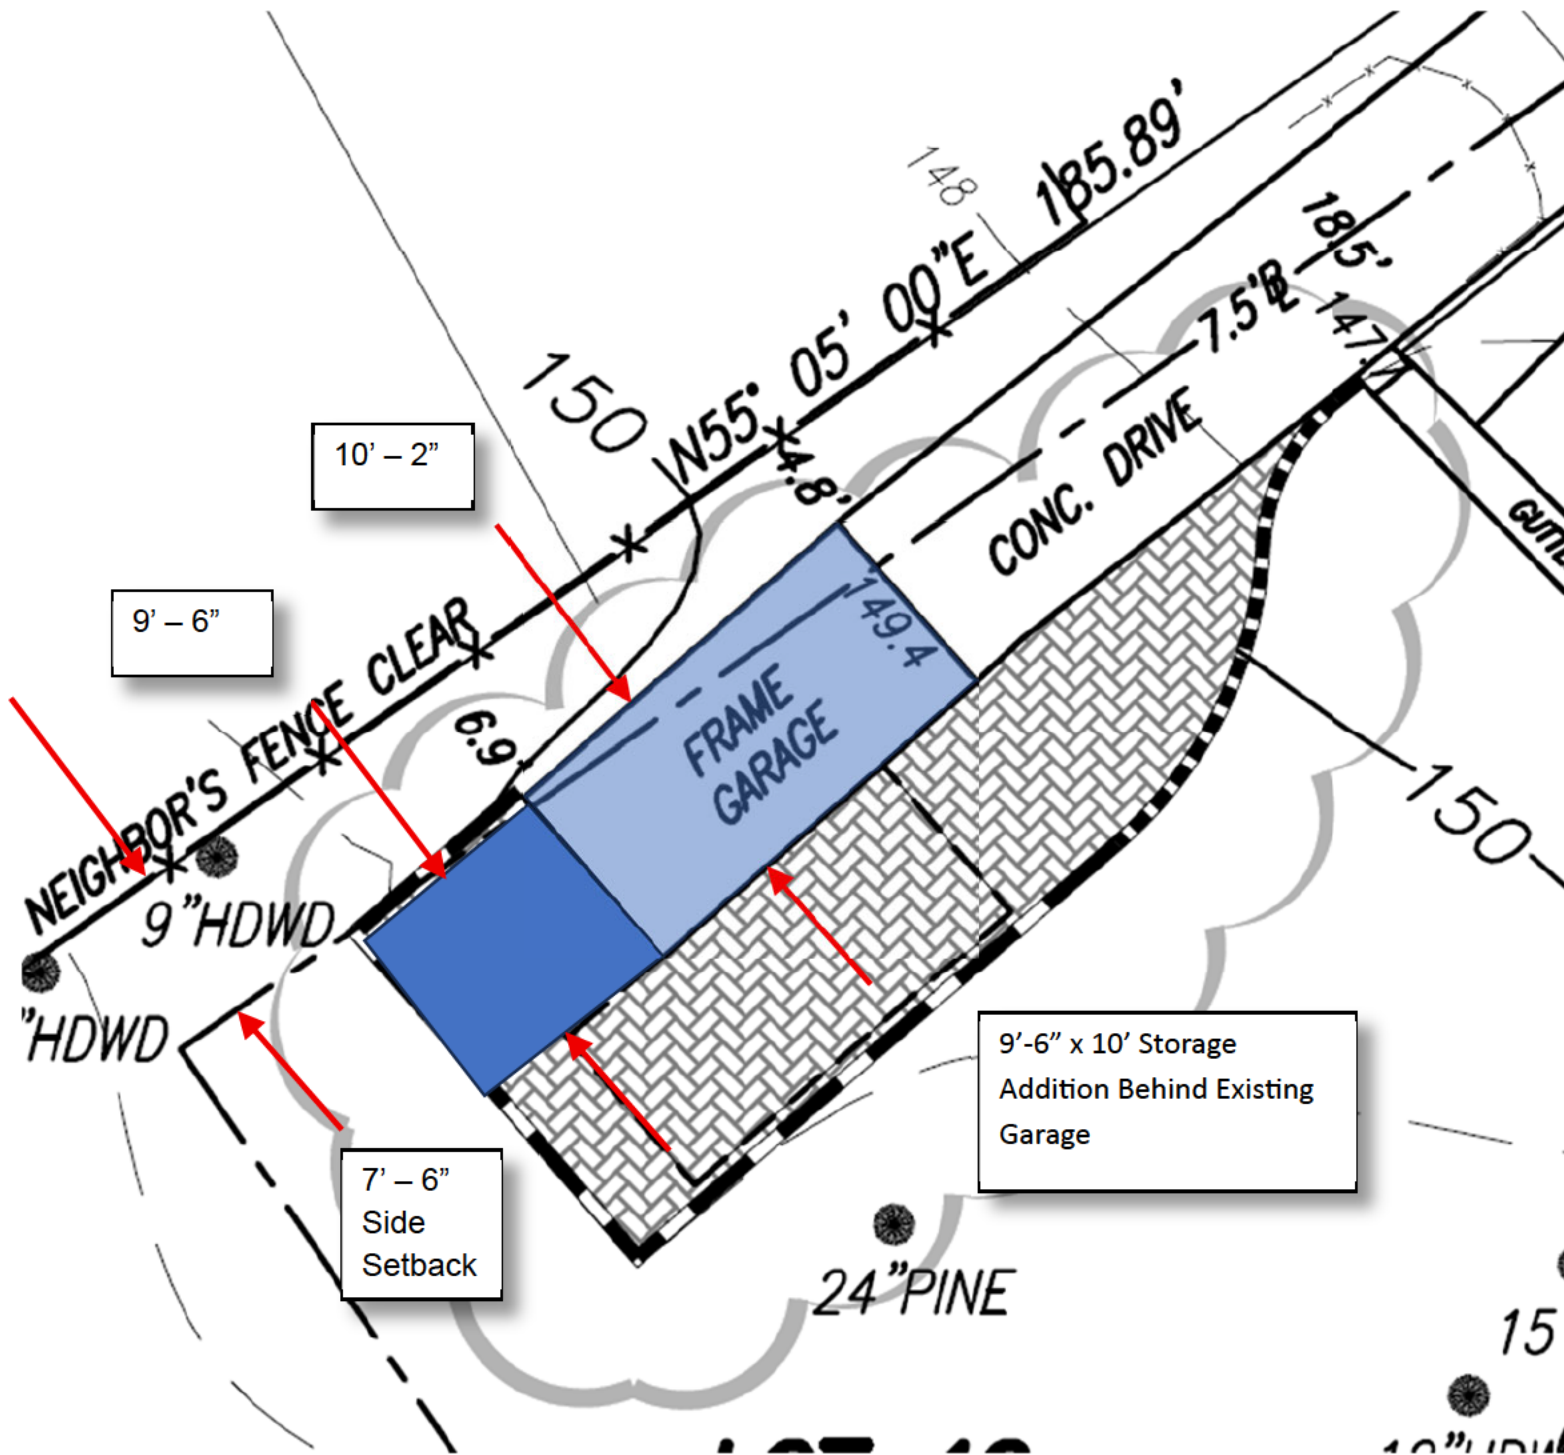 148
185.89'
N55° 05' 00"E
18.5'
7.5'BL
147.7
150
4.8'
CONC. DRIVE
10’ – 2”
149.4
9’ – 6”
NEIGHBOR'S FENCE CLEAR
6.9'
FRAME
GARAGE
150
9"HDWD
"HDWD
9’-6” x 10’ Storage
Addition Behind Existing
Garage
7’ – 6”
Side
Setback
24"PINE
15